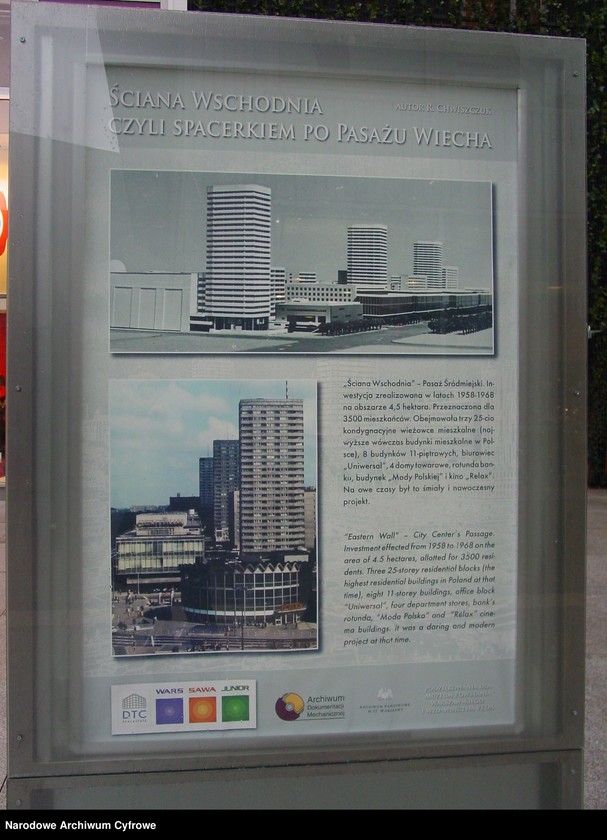 Ściana Wschodnia
Autor K. Chwiszczuk
czyli spacerkiem po Pasażu Wiecha
„Ściana Wschodnia” – Pasaż Śródmiejski. In-
westycja zrealizowana w latach 1958-1968
na obszarze 4,5 hektara. Przeznaczona dla
3500 mieszkańców. Obejmowała trzy 25-cio
kondygnacyjne wieżowce mieszkalne (naj-
wyższe wówczas budynki mieszkalne w Pol-
sce), 8 budynków 11-piętrowych, biurowiec
„Uniwersal”, 4 domy towarowe, rotunda ban-
ku, budynek „Mody Polskiej” i kino „Relax”.
Na owe czasy był to śmiały i nowoczesny
projekt.
“Eastern Wall” – City Center's Passage.
Investment effected from 1958 to 1968 on the
area of 4.5 hectares, allotted for 3500 resi-
dents. Three 25-storey residential blocks (the
highest residential buildings in Poland at that
time), eight 11-storey buildings, office block
“Uniwersal”, four department stores, bank's
rotunda, “Moda Polska” and “Relax” cine-
ma buildings. It was a daring and modern
project at that time.
DTC
WARS SAWA JUNIOR
Archiwum
Dokumentacji
Mechanicznej
Archiwum Państwowe
Narodowe Archiwum Cyfrowe